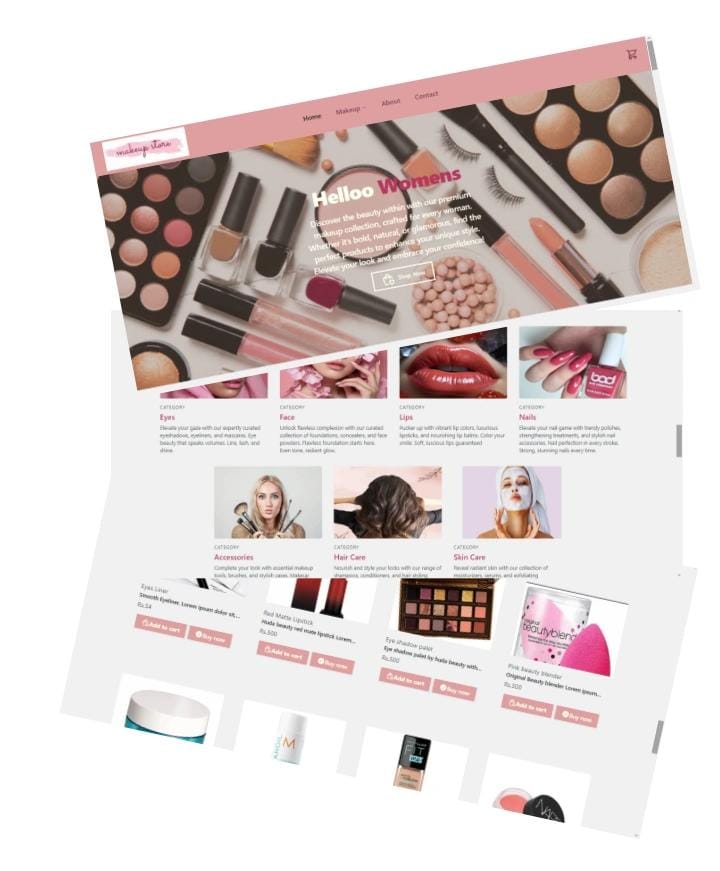 makeup store
Home
Makeup
About
Contact
Helloo Womens
Discover the beauty within with our premium
makeup collection, crafted for every woman.
Whether it's bold, natural, or glamorous, find the
perfect products to enhance your unique style.
Elevate your look and embrace your confidence!
Shop Now
bad
CATEGORY
Eyes
Elevate your gaze with our expertly curated
eyeshadows, eyeliners, and mascaras. Eye
beauty that speaks volumes. Line, lash, and
shine.
CATEGORY
Face
Unlock flawless complexion with our curated
collection of foundations, concealers, and face
powders. Flawless foundation starts here.
Even tone, radiant glow.
CATEGORY
Lips
Pucker up with vibrant lip colors, luxurious
lipsticks, and nourishing lip balms. Color your
smile. Soft, luscious lips guaranteed
CATEGORY
Nails
Elevate your nail game with trendy polishes,
strengthening treatments, and stylish nail
accessories. Nail perfection in every stroke.
Strong, stunning nails every time.
CATEGORY
Accessories
Complete your look with essential makeup
tools, brushes, and stylish cases. Makeup
CATEGORY
Hair Care
Nourish and style your locks with our range of
shampoos, conditioners, and hair styling
CATEGORY
Skin Care
Reveal radiant skin with our collection of
moisturizers, serums, and exfoliating
Eyes Liner
Smooth Eyeliner. Lorem ipsum dolor sit...
Rs.54
Add to cart
Buy now
Red Matte Lipstick
Huda beauty red mate lipstick Lorem...
Rs.500
Add to cart
Buy now
Eye shadow palet
Eye shadow palet by huda beauty with...
Rs.500
Add to cart
Buy now
beautyblender
Pink beauty blender
Original Beauty blender Lorem ipsum...
Rs.500
Add to cart
Buy now
M
FIT
me!
NARS